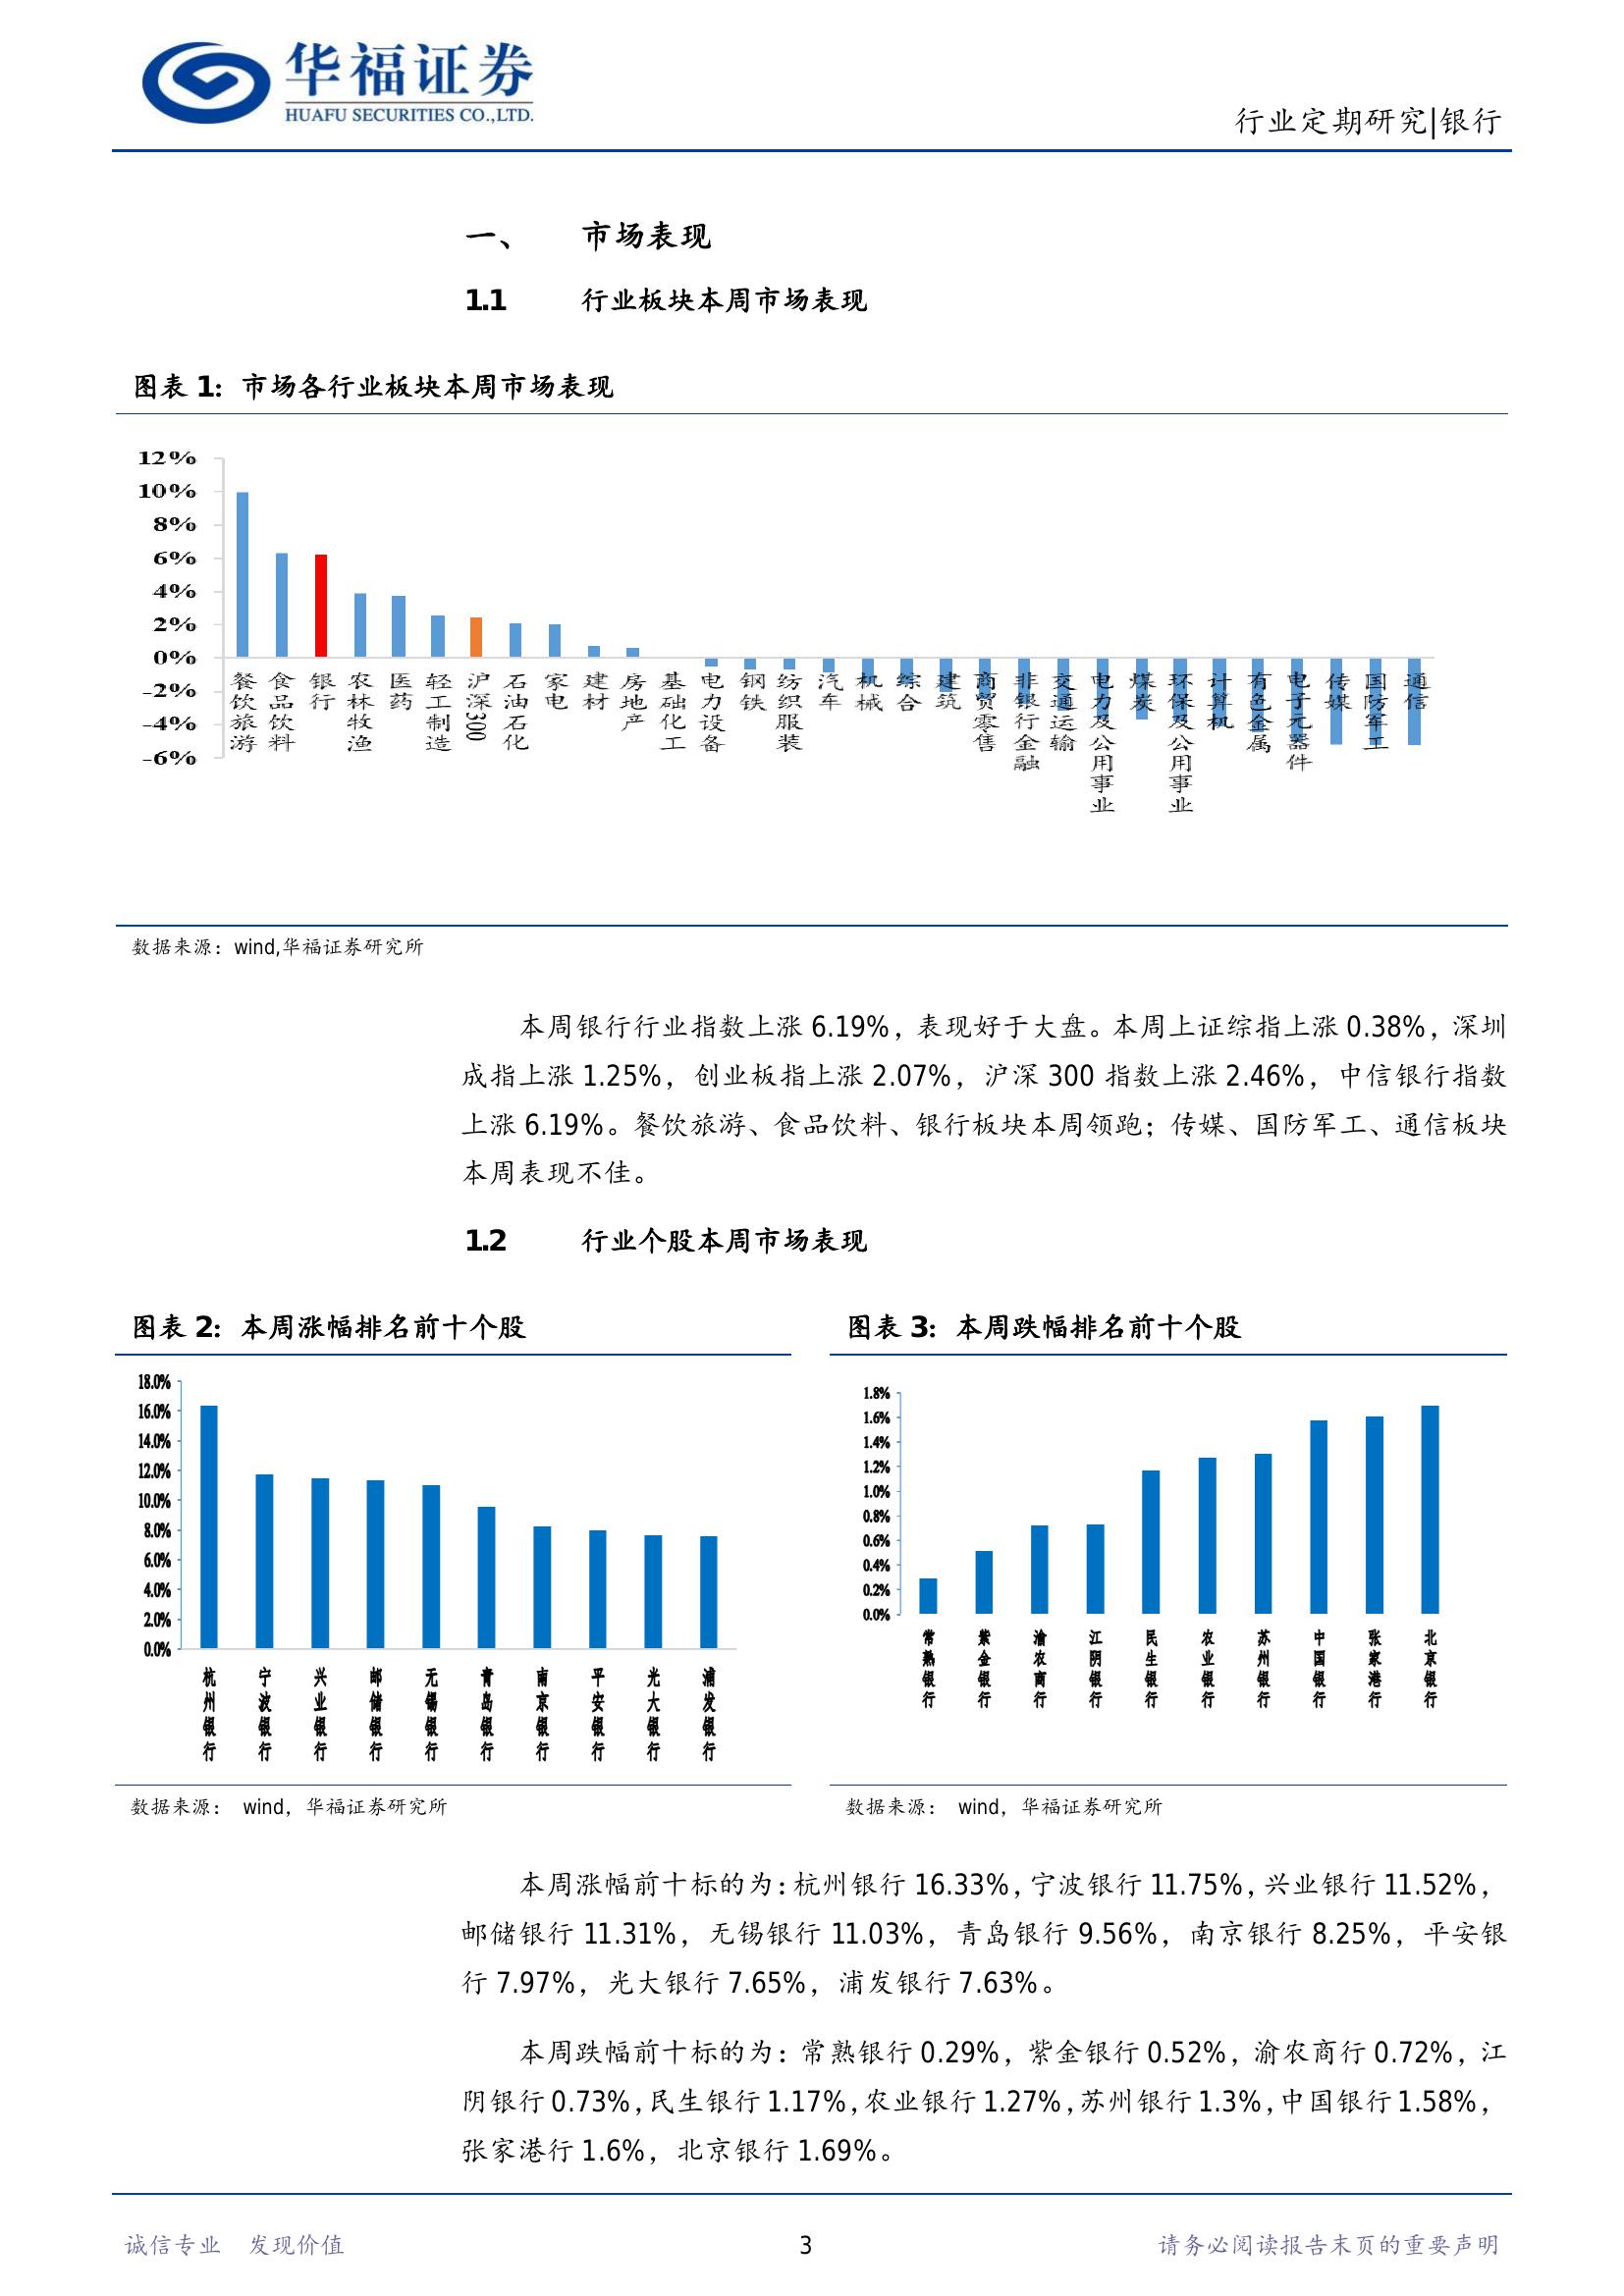 华福证券
HUAFU SECURITIES CO.,LTD.
行业定期研究|银行
一、 市场表现
1.1 行业板块本周市场表现
图表 1：市场各行业板块本周市场表现
12%
10%
8%
6%
4%
2%
0%
-2%
-4%
-6%
餐饮旅游
食品饮料
银行
农林牧渔
医药
轻工制造
沪深300
石油石化
家电
建材
房地产
基础化工
电力设备
钢铁
纺织服装
汽车
机械
综合
建筑
商贸零售
非银行金融
交通运输
电力及公用事业
煤炭
环保及公用事业
计算机
有色金属
电子元器件
传媒
国防军工
通信
数据来源：wind,华福证券研究所
本周银行行业指数上涨 6.19%，表现好于大盘。本周上证综指上涨 0.38%，深圳
成指上涨 1.25%，创业板指上涨 2.07%，沪深 300 指数上涨 2.46%，中信银行指数
上涨 6.19%。餐饮旅游、食品饮料、银行板块本周领跑；传媒、国防军工、通信板块
本周表现不佳。
1.2 行业个股本周市场表现
图表 2：本周涨幅排名前十个股
18.0%
16.0%
14.0%
12.0%
10.0%
8.0%
6.0%
4.0%
2.0%
0.0%
杭州银行
宁波银行
兴业银行
邮储银行
无锡银行
青岛银行
南京银行
平安银行
光大银行
浦发银行
数据来源： wind，华福证券研究所
图表 3：本周跌幅排名前十个股
1.8%
1.6%
1.4%
1.2%
1.0%
0.8%
0.6%
0.4%
0.2%
0.0%
常熟银行
紫金银行
渝农商行
江阴银行
民生银行
农业银行
苏州银行
中国银行
张家港行
北京银行
数据来源： wind，华福证券研究所
本周涨幅前十标的为：杭州银行 16.33%，宁波银行 11.75%，兴业银行 11.52%，
邮储银行 11.31%，无锡银行 11.03%，青岛银行 9.56%，南京银行 8.25%，平安银
行 7.97%，光大银行 7.65%，浦发银行 7.63%。
本周跌幅前十标的为：常熟银行 0.29%，紫金银行 0.52%，渝农商行 0.72%，江
阴银行 0.73%，民生银行 1.17%，农业银行 1.27%，苏州银行 1.3%，中国银行 1.58%，
张家港行 1.6%，北京银行 1.69%。
诚信专业 发现价值
3
请务必阅读报告末页的重要声明